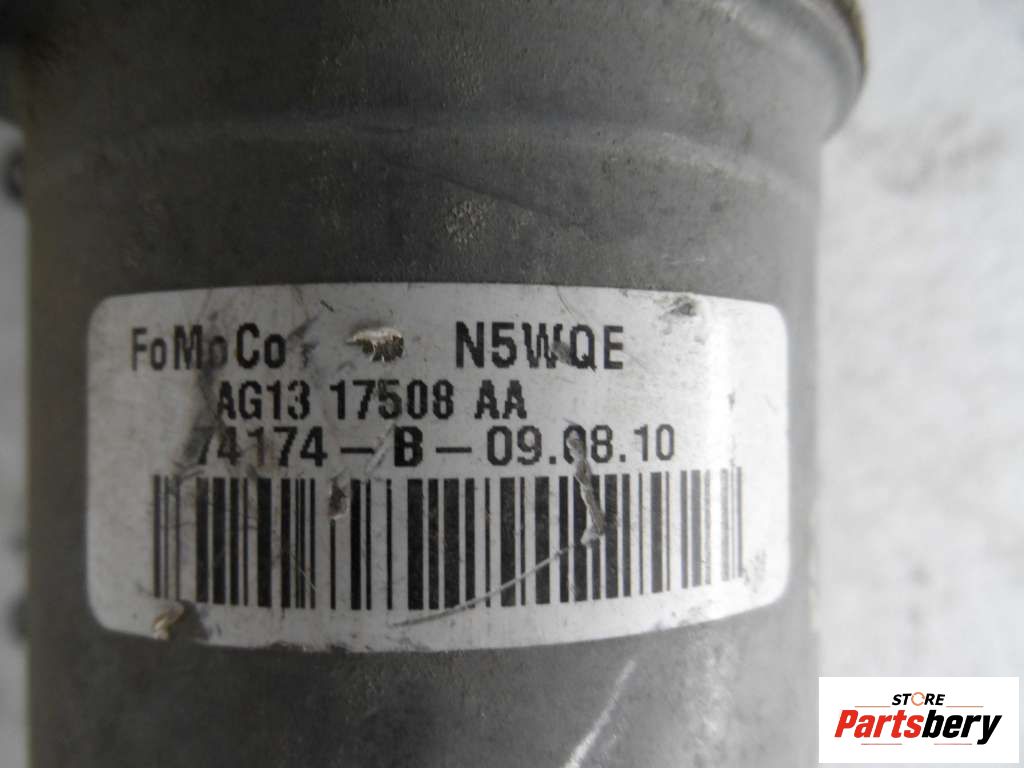 FoMoCo N5WQE
AG13 17508 AA
74174-B-09.08.10
STORE
Partsbery